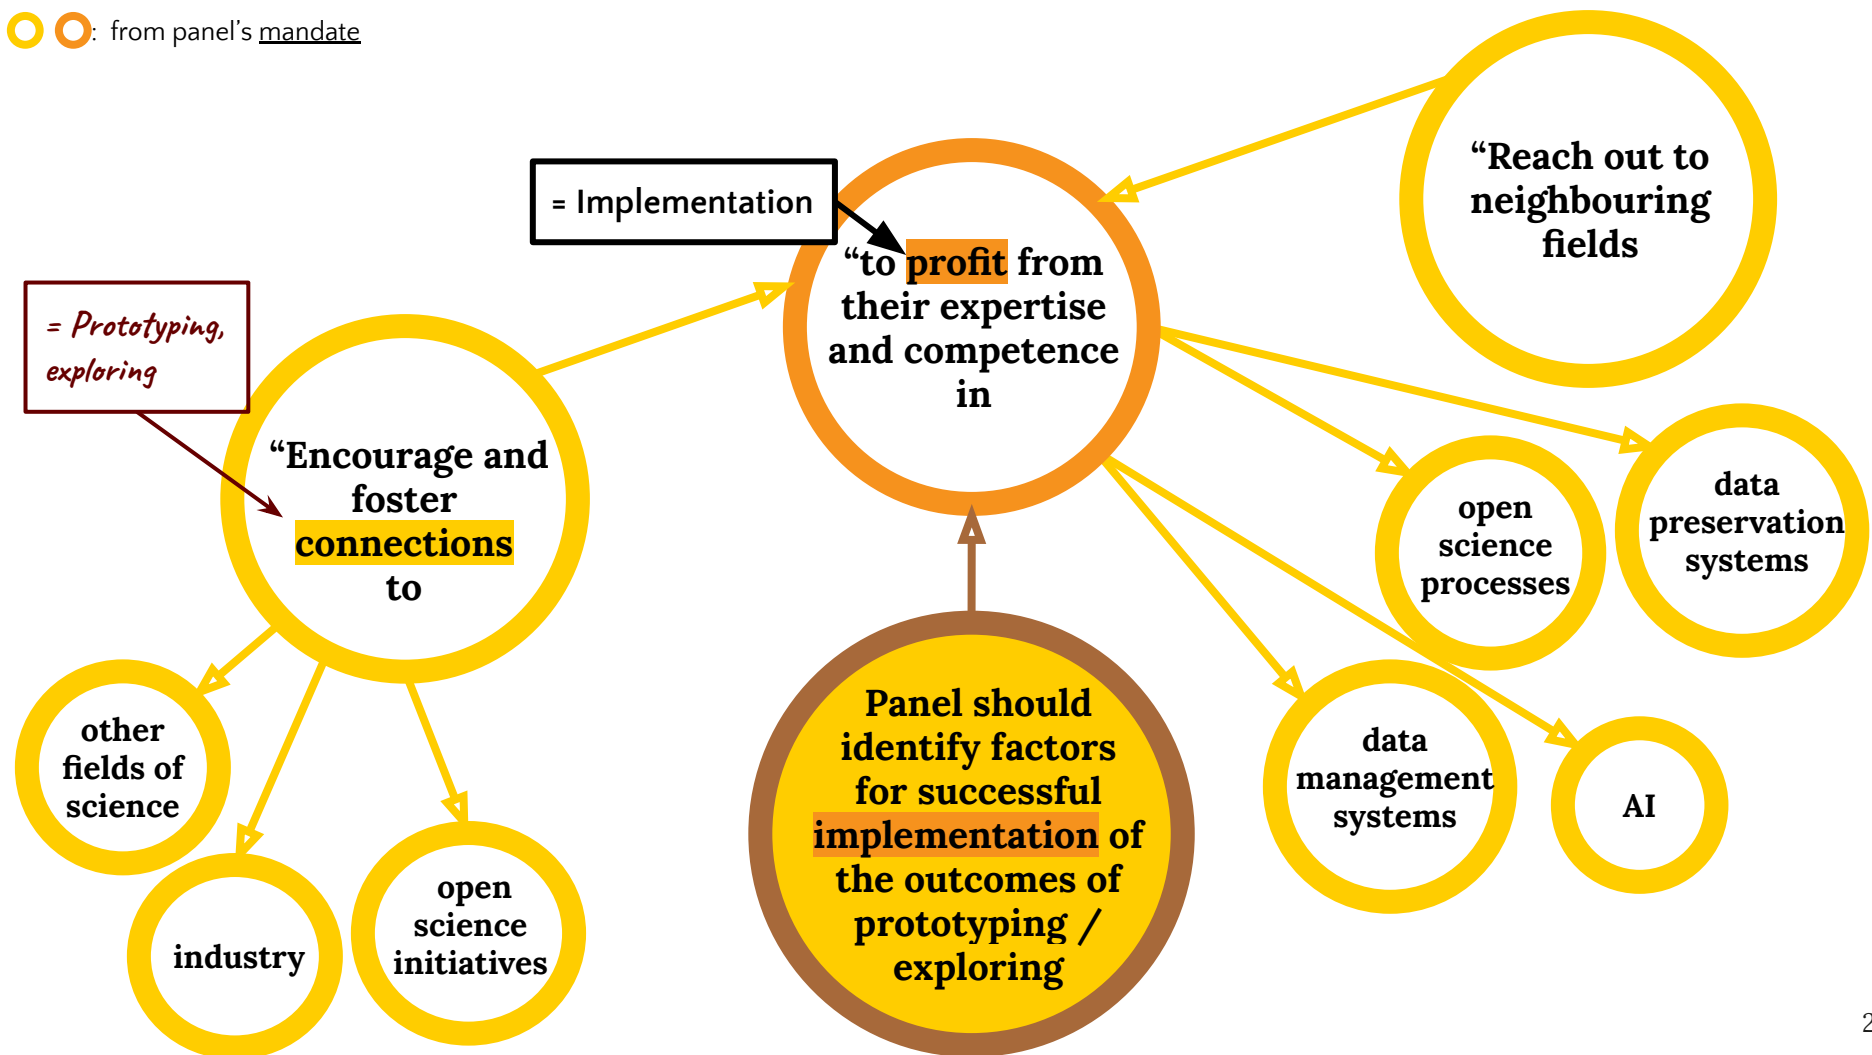 : from panel’s mandate
“Reach out to
neighbouring
fields
= Implementation
“to profit from
their expertise
and competence
in
= Prototyping,
exploring
“Encourage and
foster
connections
to
data
preservation
systems
open
science
processes
other
fields of
science
industry
open
science
initiatives
Panel should
identify factors
for successful
implementation of
the outcomes of
prototyping /
exploring
data
management
systems
AI
2